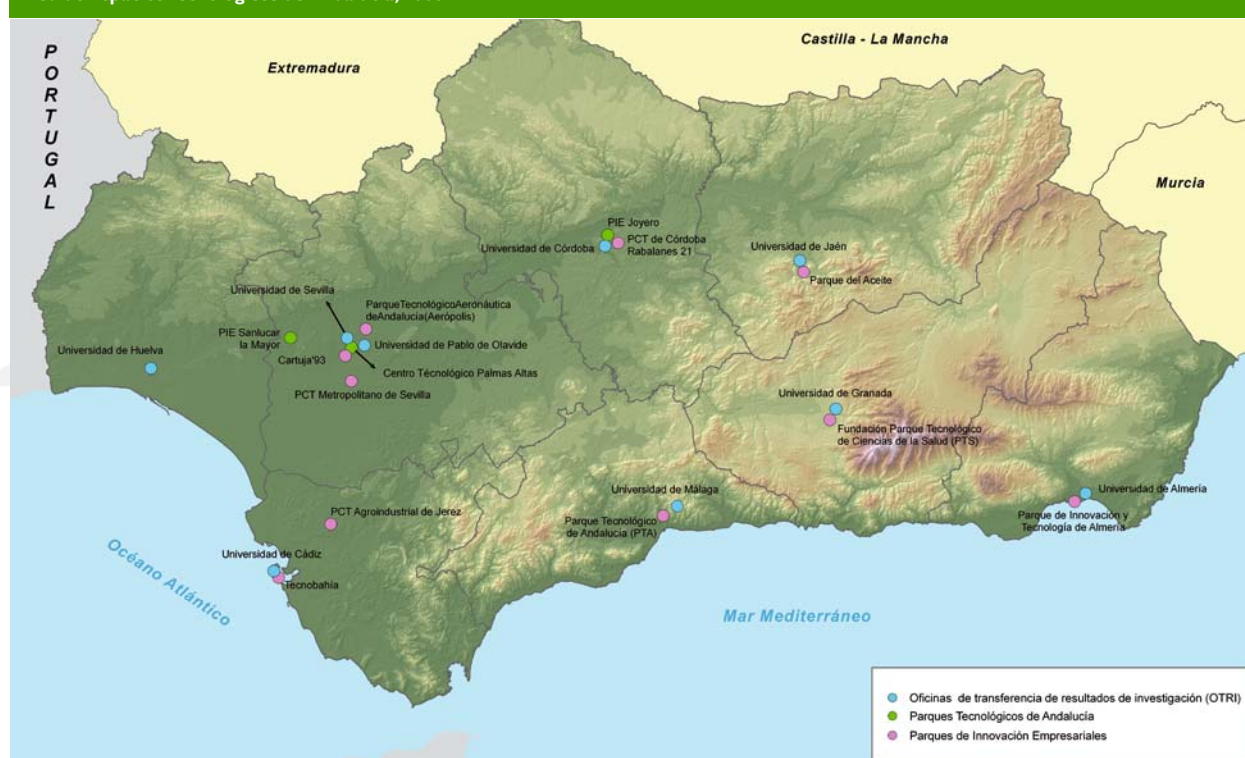 PORTUGAL
Extremadura
Castilla - La Mancha
Murcia
PIE Joyero
Universidad de Córdoba
PCT de Córdoba
Rabalanes 21
Universidad de Jaén
Parque del Aceite
Universidad de Sevilla
ParqueTecnológicoAeronáutica
deAndalucia(Aerópolis)
PIE Sanlucar
la Mayor
Universidad de Pablo de Olavide
Universidad de Huelva
Cartuja'93
Centro Técnológico Palmas Altas
PCT Metropolitano de Sevilla
Universidad de Granada
Fundación Parque Tecnológico
de Ciencias de la Salud (PTS)
Universidad de Málaga
Parque Tecnológico
de Andalucia (PTA)
Universidad de Almería
Parque de Innovación y
Tecnología de Almería
PCT Agroindustrial de Jerez
Universidad de Cádiz
Tecnobahía
Océano Atlántico
Mar Mediterráneo
Oficinas de transferencia de resultados de investigación (OTRI)
Parques Tecnológicos de Andalucía
Parques de Innovación Empresariales